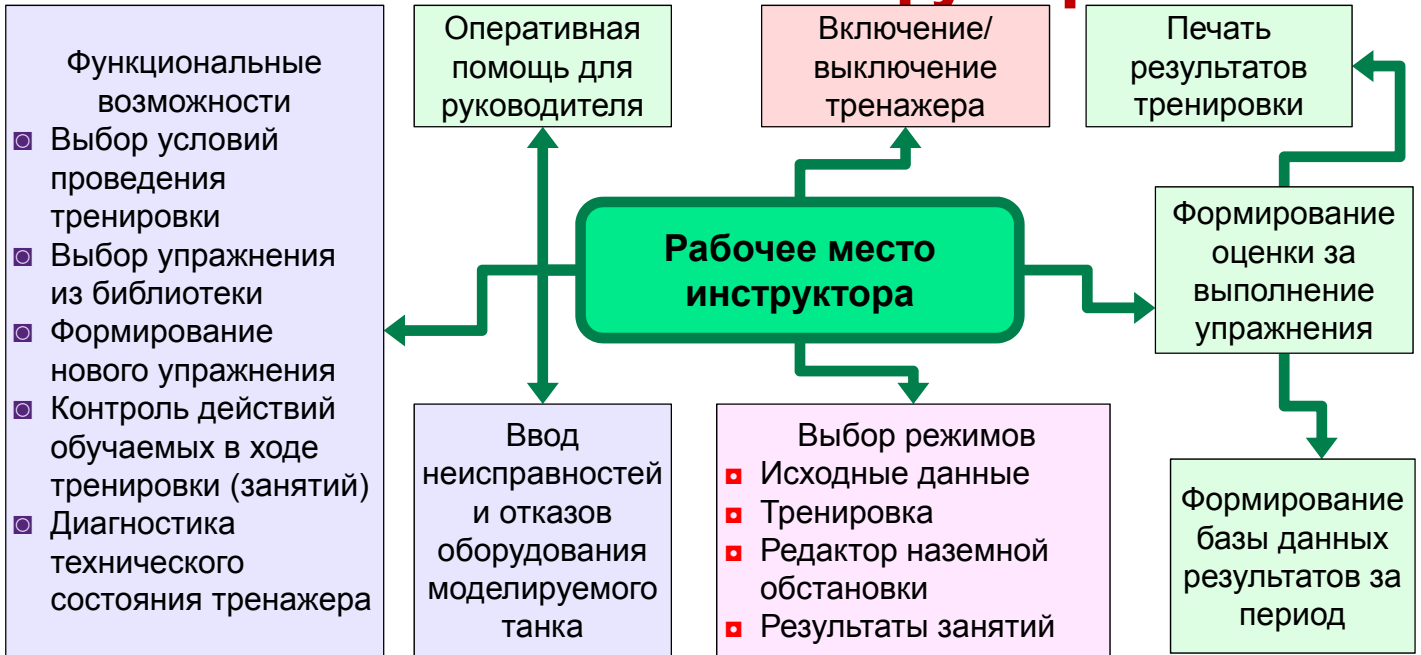 Функциональные
возможности
Выбор условий
проведения
тренировки
Выбор упражнения
из библиотеки
Формирование
нового упражнения
Контроль действий
обучаемых в ходе
тренировки (занятий)
Диагностика
технического
состояния тренажера
Оперативная
помощь для
руководителя
Включение/
выключение
тренажера
Печать
результатов
тренировки
Рабочее место
инструктора
Формирование
оценки за
выполнение
упражнения
Ввод
неисправностей
и отказов
оборудования
моделируемого
танка
Выбор режимов
Исходные данные
Тренировка
Редактор наземной
обстановки
Результаты занятий
Формирование
базы данных
результатов за
период